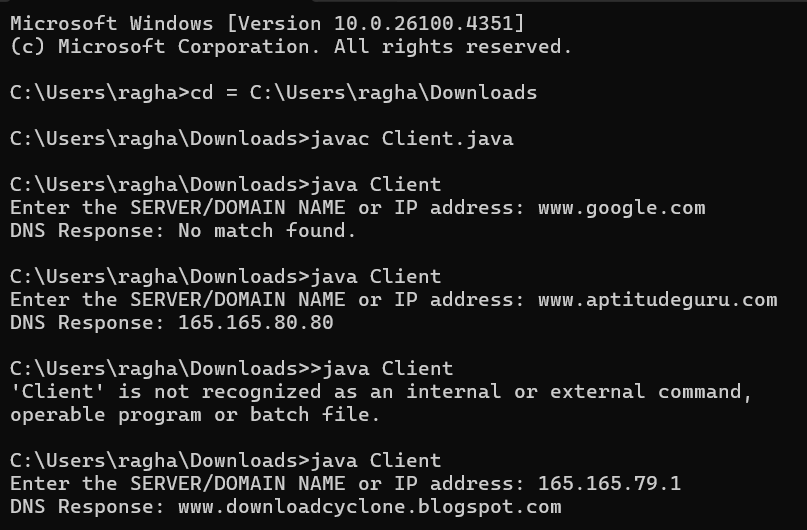 Microsoft Windows [Version 10.0.26100.4351]
(c) Microsoft Corporation. All rights reserved.
C:\Users\ragha>cd = C:\Users\ragha\Downloads
C:\Users\ragha\Downloads>javac Client.java
C:\Users\ragha\Downloads>java Client
Enter the SERVER/DOMAIN NAME or IP address: www.google.com
DNS Response: No match found.
C:\Users\ragha\Downloads>java Client
Enter the SERVER/DOMAIN NAME or IP address: www.aptitudeguru.com
DNS Response: 165.165.80.80
C:\Users\ragha\Downloads>>java Client
'Client' is not recognized as an internal or external command,
operable program or batch file.
C:\Users\ragha\Downloads>java Client
Enter the SERVER/DOMAIN NAME or IP address: 165.165.79.1
DNS Response: www.downloadcyclone.blogspot.com